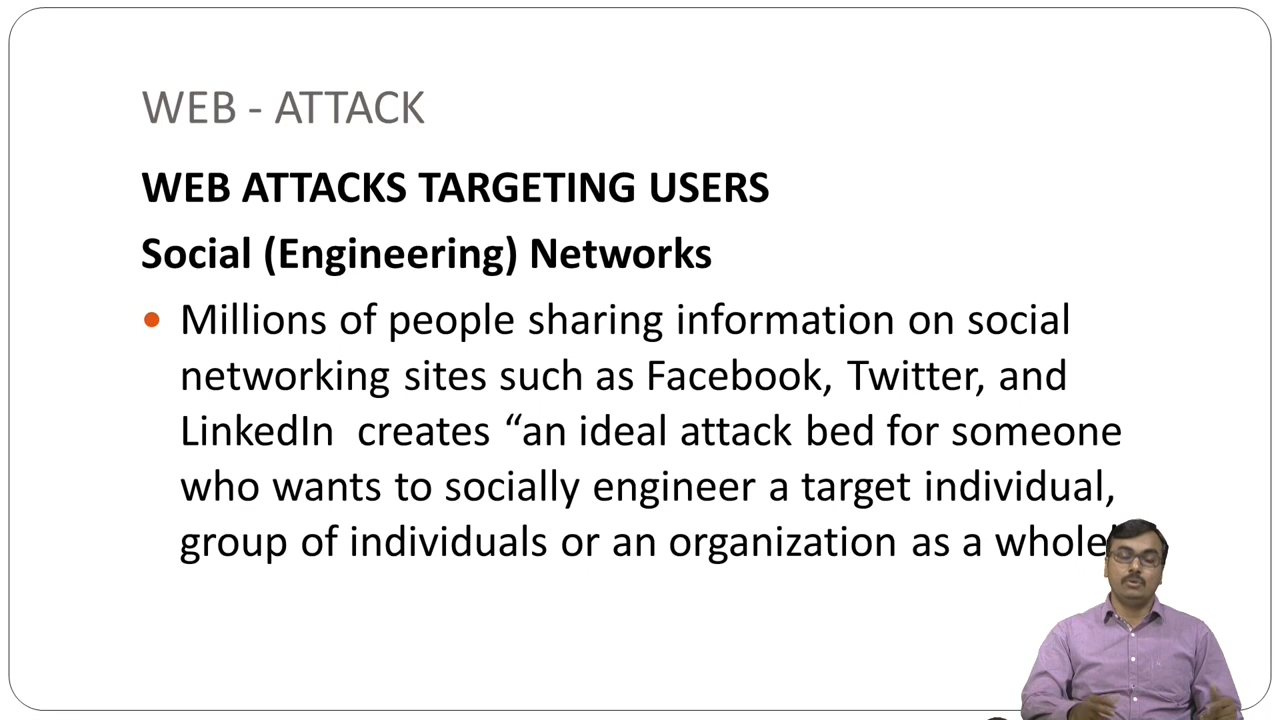 WEB - ATTACK
WEB ATTACKS TARGETING USERS
Social (Engineering) Networks
Millions of people sharing information on social
networking sites such as Facebook, Twitter, and
LinkedIn creates “an ideal attack bed for someone
who wants to socially engineer a target individual,
group of individuals or an organization as a whole